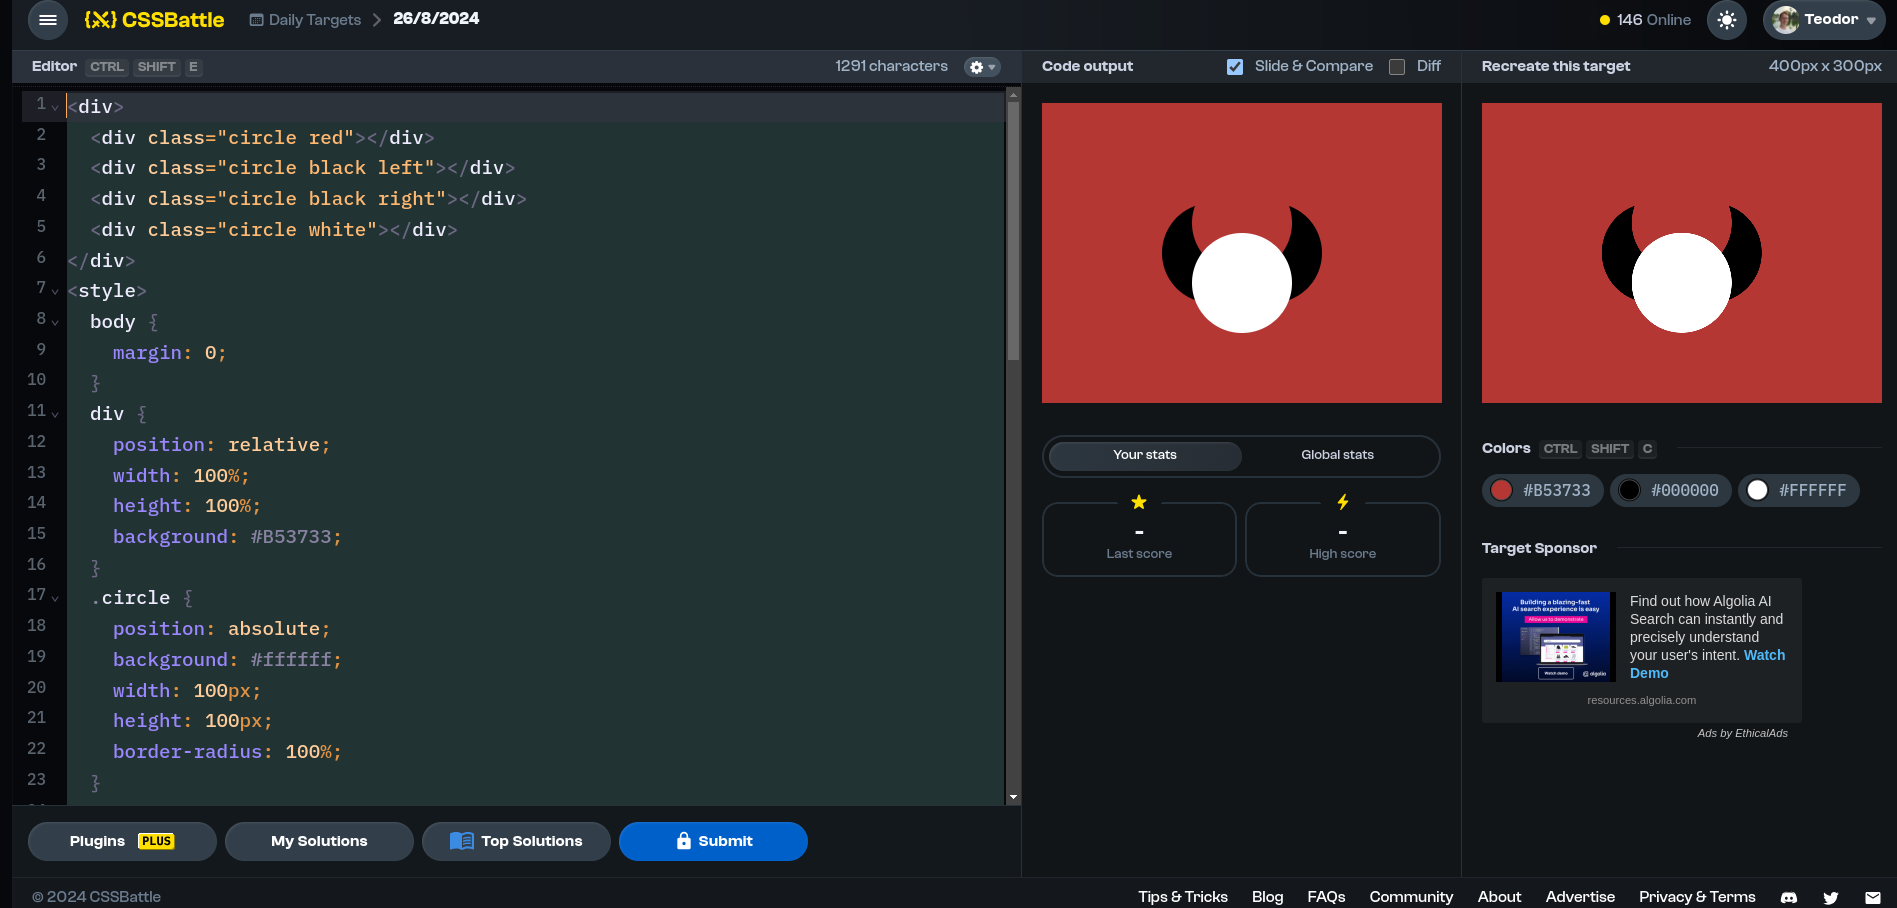 CSSBattle
Daily Targets
26/8/2024
146 Online
Teodor
Editor CTRL SHIFT E
1291 characters
1 <div>
2 <div class="circle red"></div>
3 <div class="circle black left"></div>
4 <div class="circle black right"></div>
5 <div class="circle white"></div>
6 </div>
7 <style>
8 body {
9 margin: 0;
10 }
11 div {
12 position: relative;
13 width: 100%;
14 height: 100%;
15 background: #B53733;
16 }
17 .circle {
18 position: absolute;
19 background: #ffffff;
20 width: 100px;
21 height: 100px;
22 border-radius: 100%;
23 }
Plugins PLUS
My Solutions
Top Solutions
Submit
Code output
Slide & Compare
Diff
Your stats
Global stats
-
Last score
-
High score
Recreate this target
400px x 300px
Colors CTRL SHIFT C
#B53733
#000000
#FFFFFF
Target Sponsor
Building a blazing-fast
AI search experience is easy
Allow us to demonstrate
Watch demo
algolia
Find out how Algolia AI
Search can instantly and
precisely understand
your user's intent. Watch
Demo
resources.algolia.com
Ads by EthicalAds
© 2024 CSSBattle
Tips & Tricks
Blog
FAQs
Community
About
Advertise
Privacy & Terms